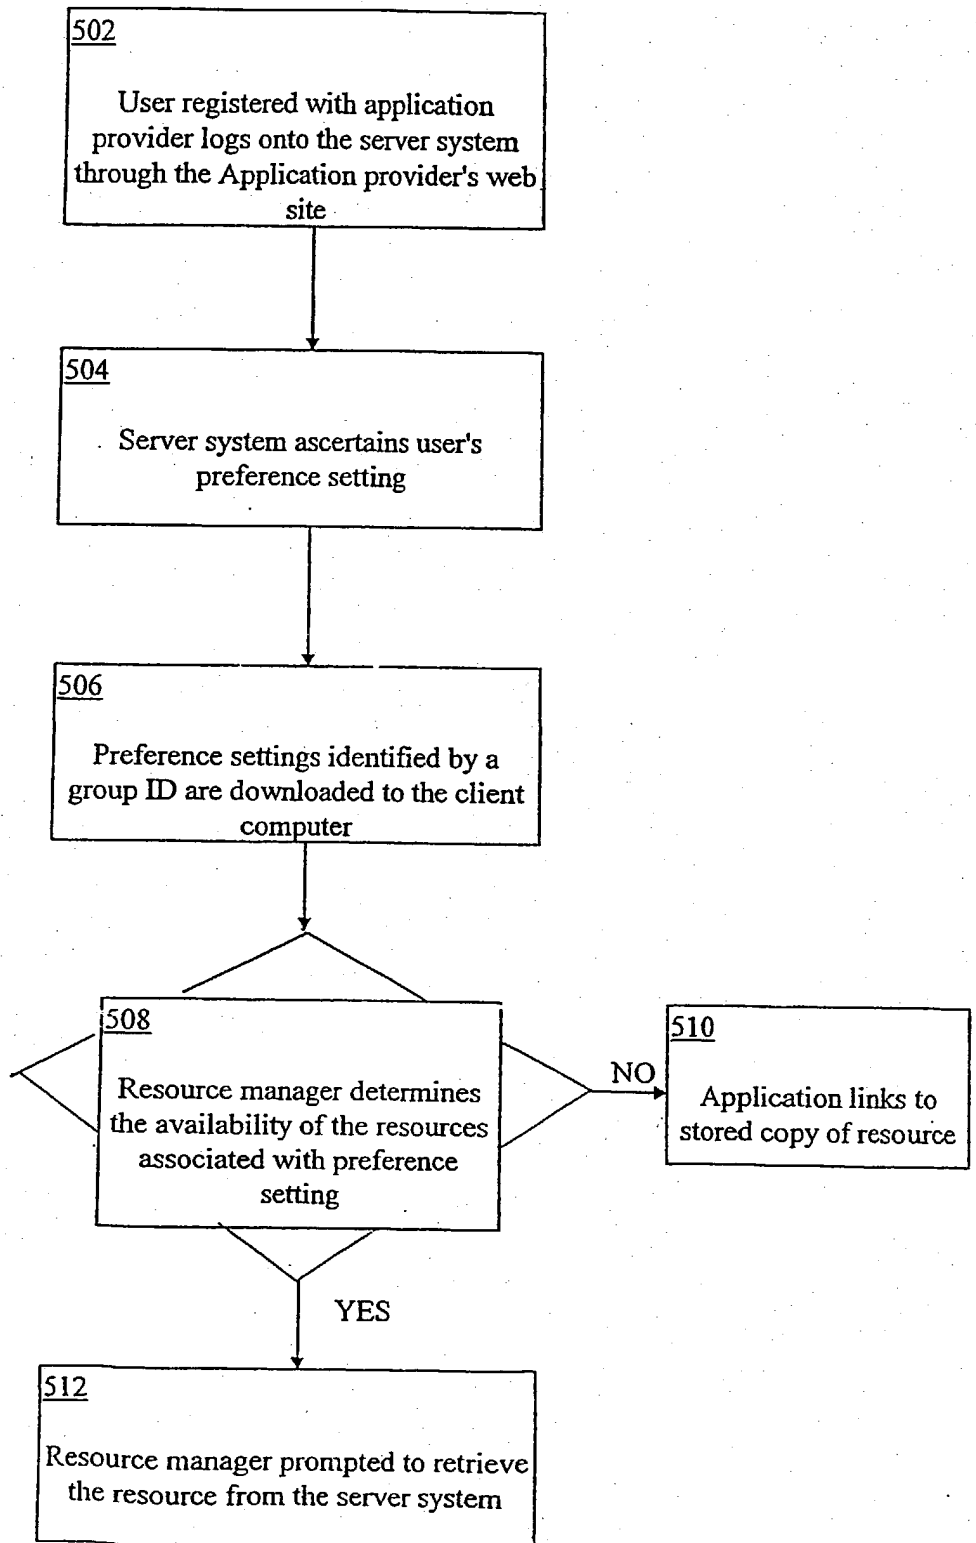 502
User registered with application
provider logs onto the server system
through the Application provider's web
site
504
Server system ascertains user's
preference setting
506
Preference settings identified by a
group ID are downloaded to the client
computer
508
Resource manager determines
the availability of the resources
associated with preference
setting
NO
510
Application links to
stored copy of resource
YES
512
Resource manager prompted to retrieve
the resource from the server system